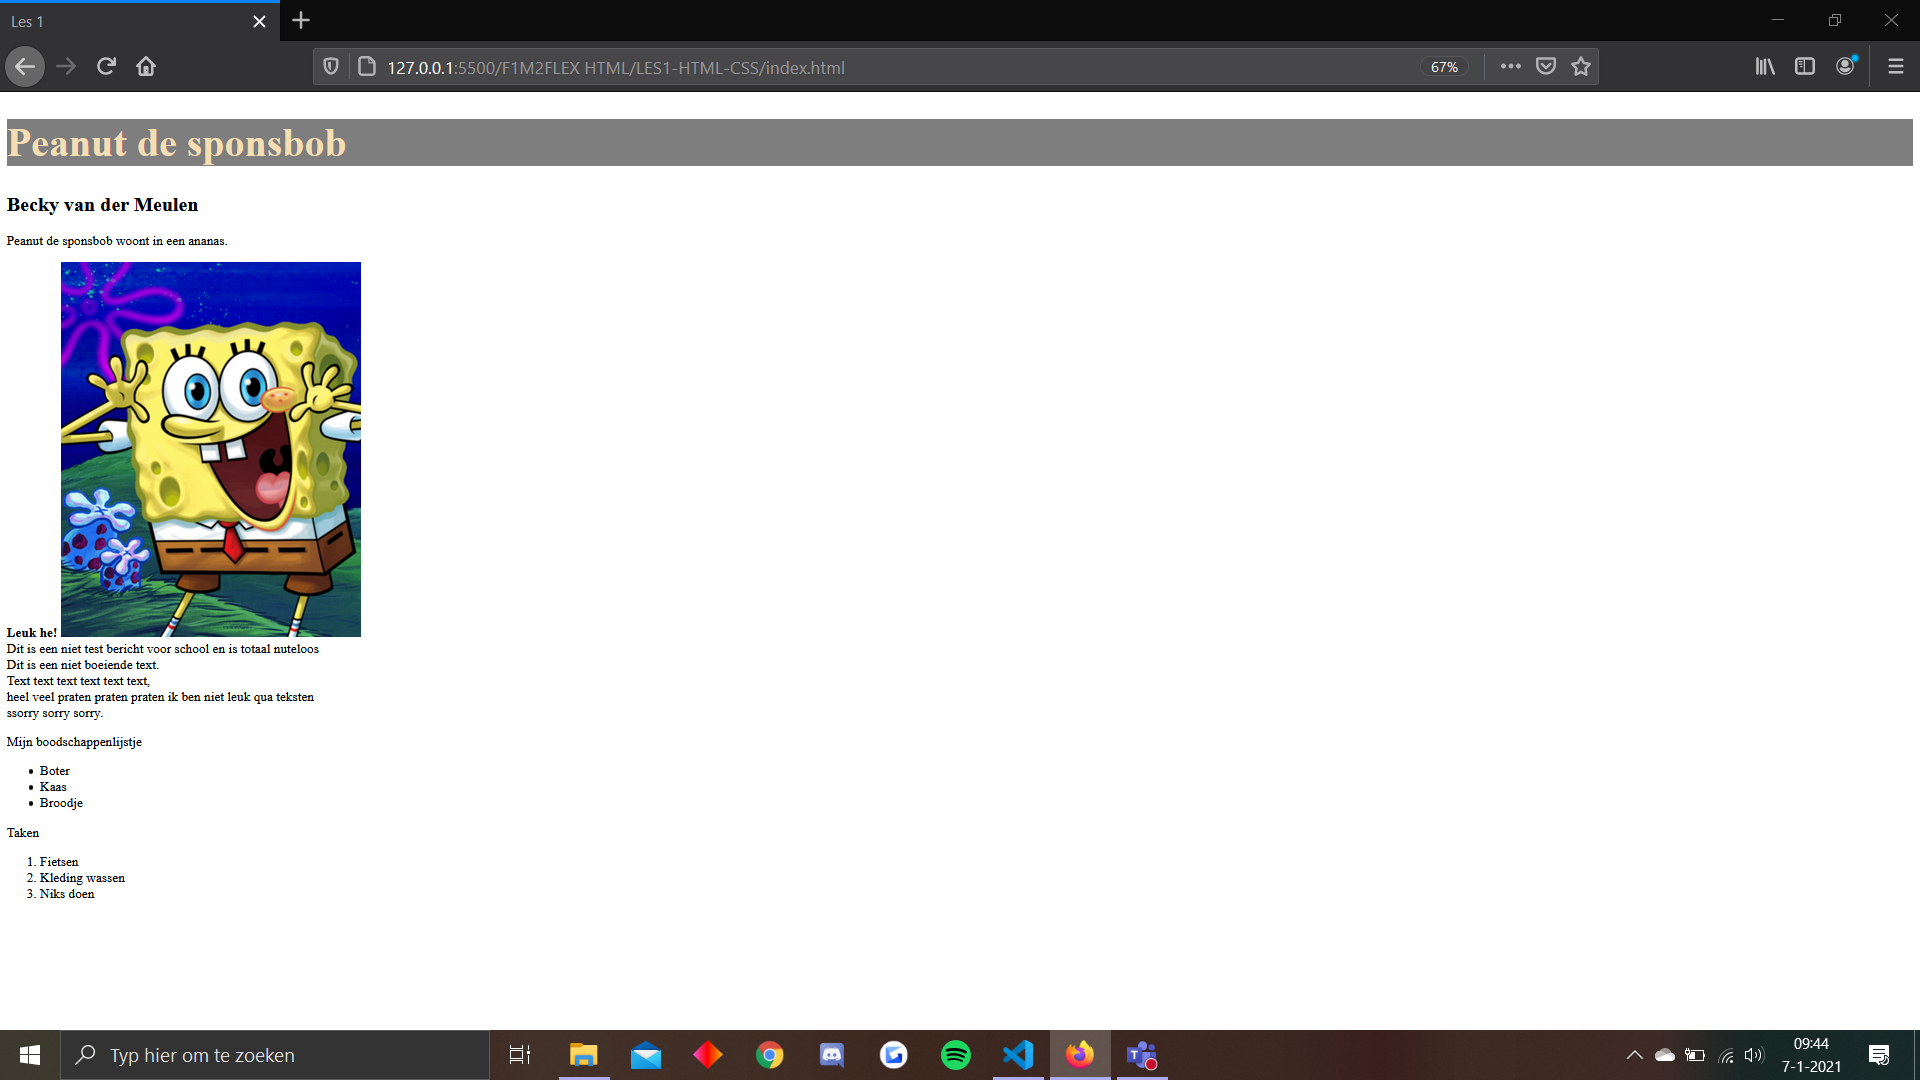 Les 1
127.0.0.1:5500/F1M2FLEX HTML/LES1-HTML-CSS/index.html
67%
Peanut de sponsbob
Becky van der Meulen
Peanut de sponsbob woont in een ananas.
Leuk he!
Dit is een niet test bericht voor school en is totaal nuteloos
Dit is een niet boeiende text.
Text text text text text text,
heel veel praten praten praten ik ben niet leuk qua teksten
ssorry sorry sorry.
Mijn boodschappenlijstje
• Boter
• Kaas
• Broodje
Taken
1. Fietsen
2. Kleding wassen
3. Niks doen
Typ hier om te zoeken
09:44
7-1-2021